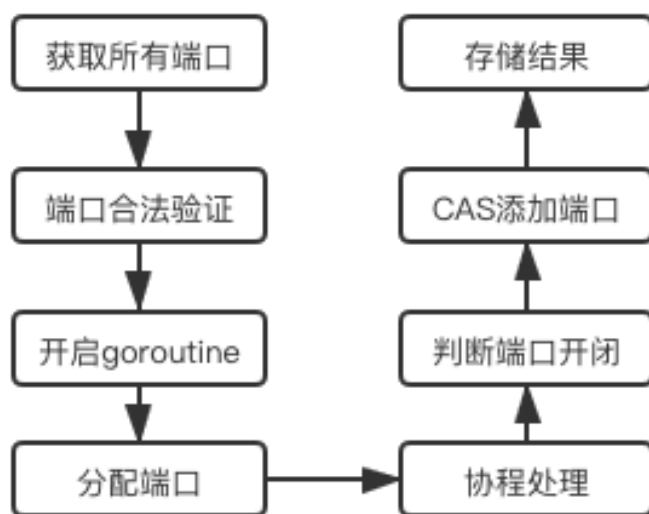 获取所有端口
端口合法验证
开启goroutine
分配端口
协程处理
判断端口开闭
CAS添加端口
存储结果